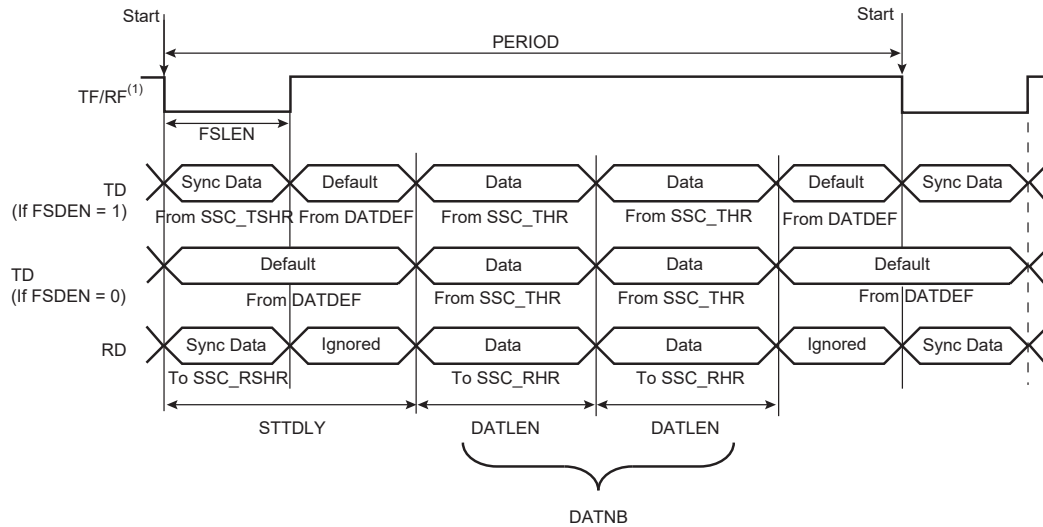 Start
Start
PERIOD
TF/RF(1)
FSLEN
TD
(If FSDEN = 1)
Sync Data
Default
Data
Data
Default
Sync Data
From SSC_TSHR
From DATDEF
From SSC_THR
From SSC_THR
From DATDEF
TD
(If FSDEN = 0)
Default
Data
Data
Default
From DATDEF
From SSC_THR
From SSC_THR
From DATDEF
RD
Sync Data
Ignored
Data
Data
Ignored
Sync Data
To SSC_RSHR
To SSC_RHR
To SSC_RHR
STTDLY
DATLEN
DATLEN
DATNB